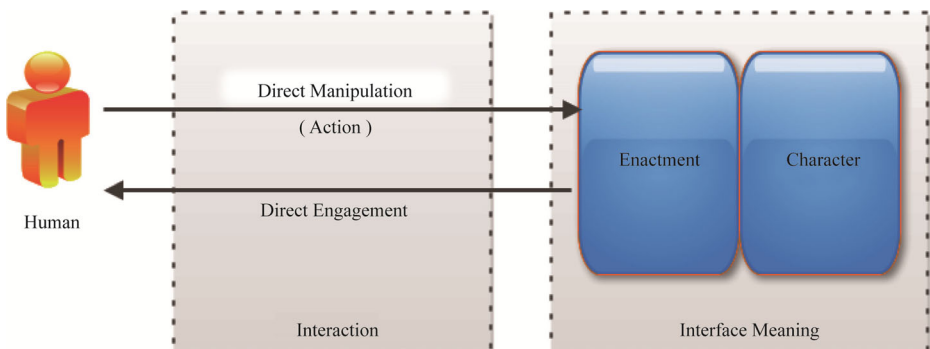 Direct Manipulation
( Action )
Enactment
Character
Direct Engagement
Human
Interaction
Interface Meaning